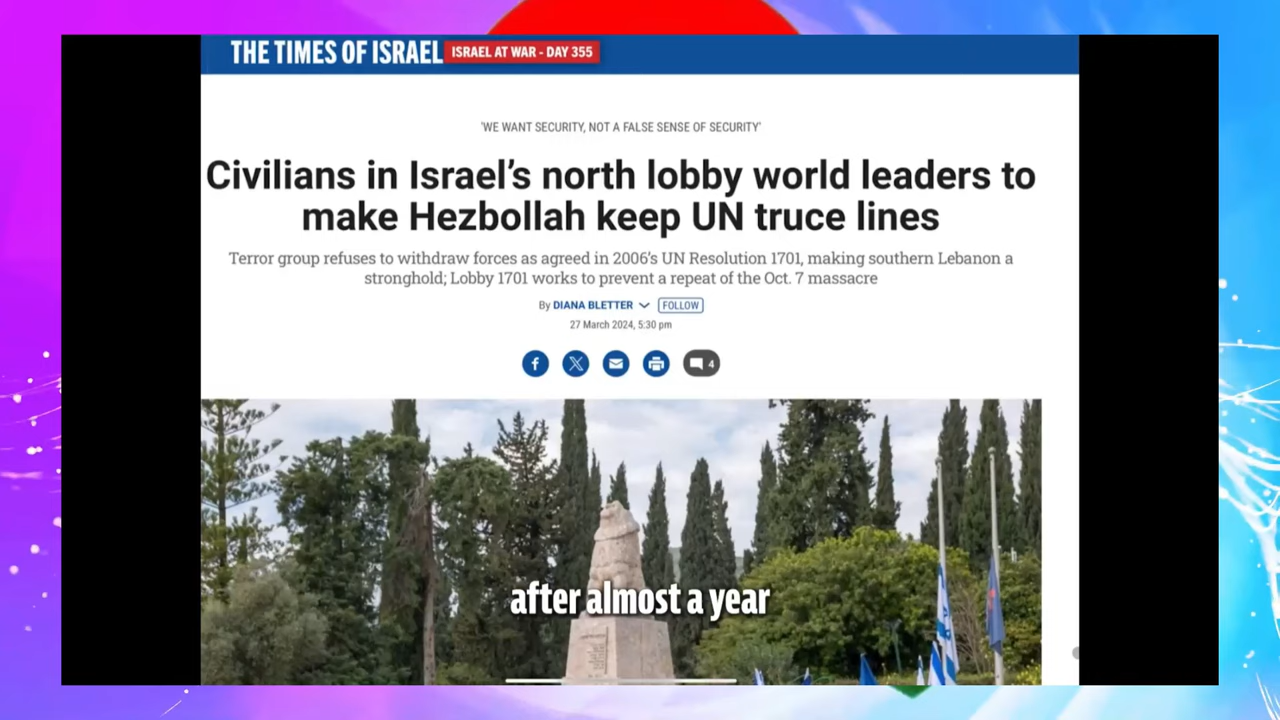 THE TIMES OF ISRAEL ISRAEL AT WAR - DAY 355
'WE WANT SECURITY, NOT A FALSE SENSE OF SECURITY'
Civilians in Israel's north lobby world leaders to
make Hezbollah keep UN truce lines
Terror group refuses to withdraw forces as agreed in 2006's UN Resolution 1701, making southern Lebanon a
stronghold; Lobby 1701 works to prevent a repeat of the Oct. 7 massacre
By DIANA BLETTER FOLLOW
27 March 2024, 5:30 pm
4
after almost a year